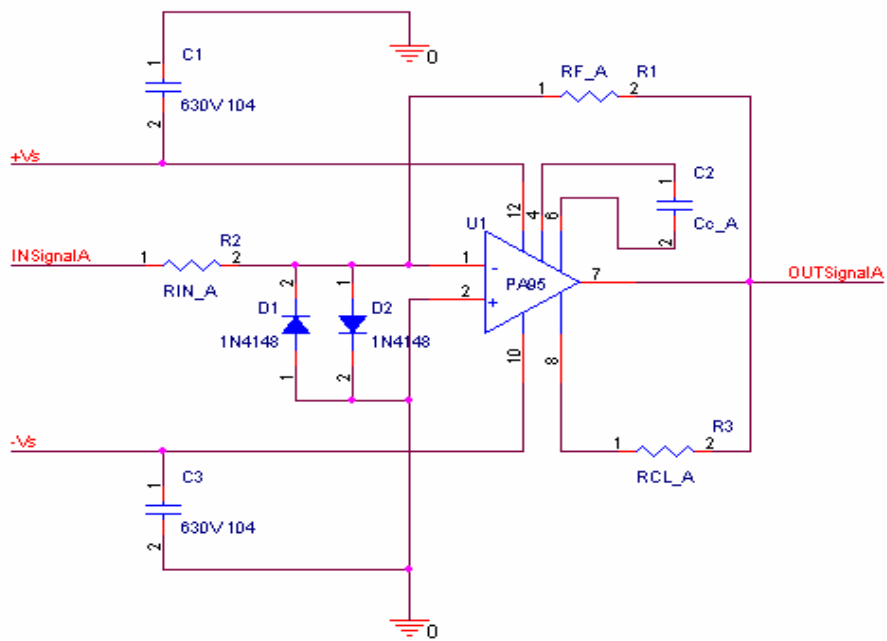 1
C1
0
630V 104
2
RF_A
R1
1
2
+Vs
12
4
6
1
C2
2
Cc_A
U1
INSignalA
1
R2
2
RIN_A
1
-
PA95
7
OUTSignalA
2
+
2
D1
1N4148
1
1
D2
1N4148
2
10
8
-Vs
1
R3
2
RCL_A
1
C3
630V 104
2
0